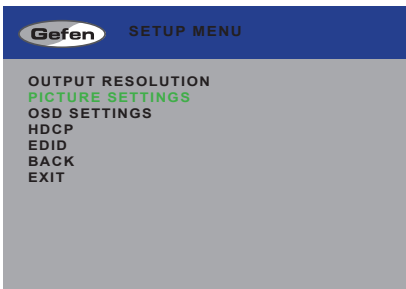 Gefen SETUP MENU
OUTPUT RESOLUTION
PICTURE SETTINGS
OSD SETTINGS
HDCP
EDID
BACK
EXIT